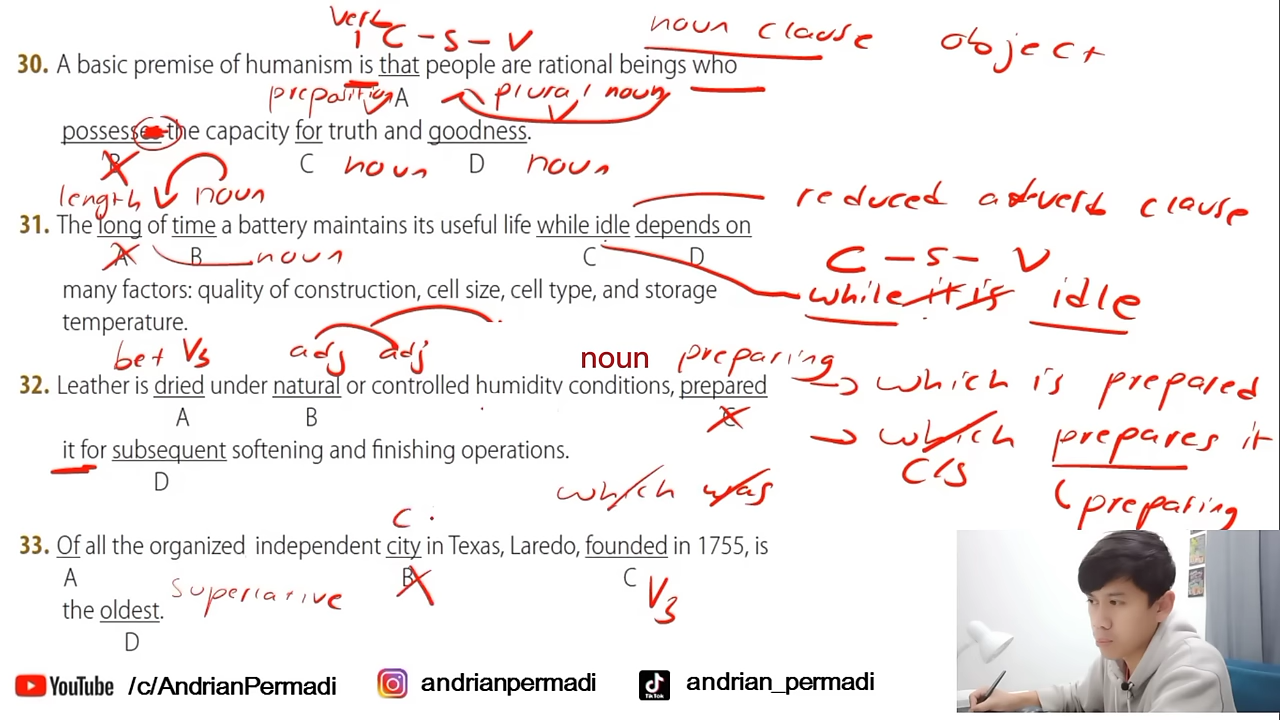 verb
i C - S - V
noun clause object
30. A basic premise of humanism is that people are rational beings who
preposition A plural noun
possesses the capacity for truth and goodness.
B C noun D noun
length noun
reduced adverb clause
31. The long of time a battery maintains its useful life while idle depends on
A B noun C D
C - S - V
many factors: quality of construction, cell size, cell type, and storage
while it is idle
temperature.
be+ V3 adj adj noun preparing
32. Leather is dried under natural or controlled humidity conditions, prepared
→ which is prepared
A B C
→ which prepares it
it for subsequent softening and finishing operations.
C/S
D
preparing
which was
C
33. Of all the organized independent city in Texas, Laredo, founded in 1755, is
A B C
superlative V3
the oldest.
D
YouTube /c/AndrianPermadi andrianpermadi TikTok andrian_permadi